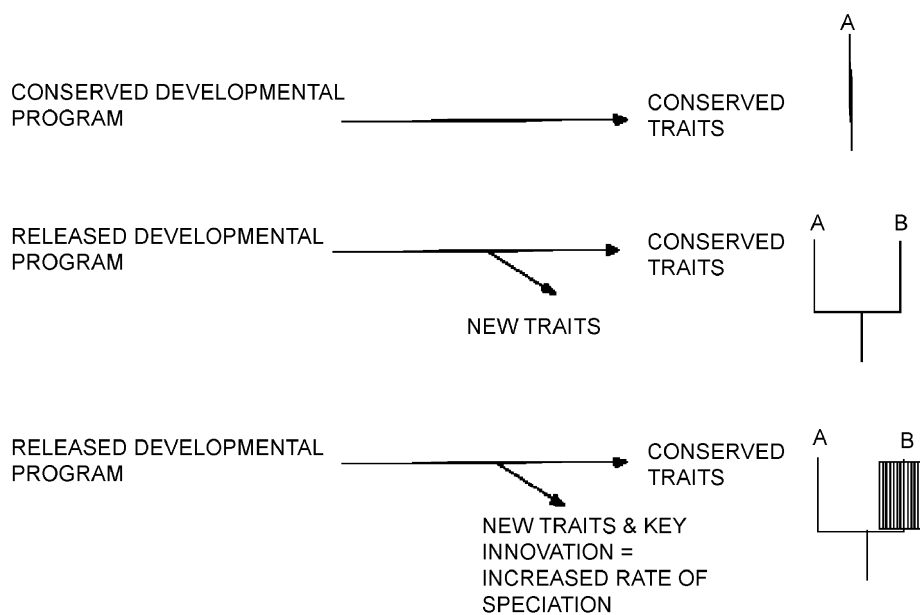 A
CONSERVED DEVELOPMENTAL
PROGRAM
CONSERVED
TRAITS
RELEASED DEVELOPMENTAL
PROGRAM
CONSERVED
TRAITS
NEW TRAITS
A B
RELEASED DEVELOPMENTAL
PROGRAM
CONSERVED
TRAITS
NEW TRAITS & KEY
INNOVATION =
INCREASED RATE OF
SPECIATION
A B